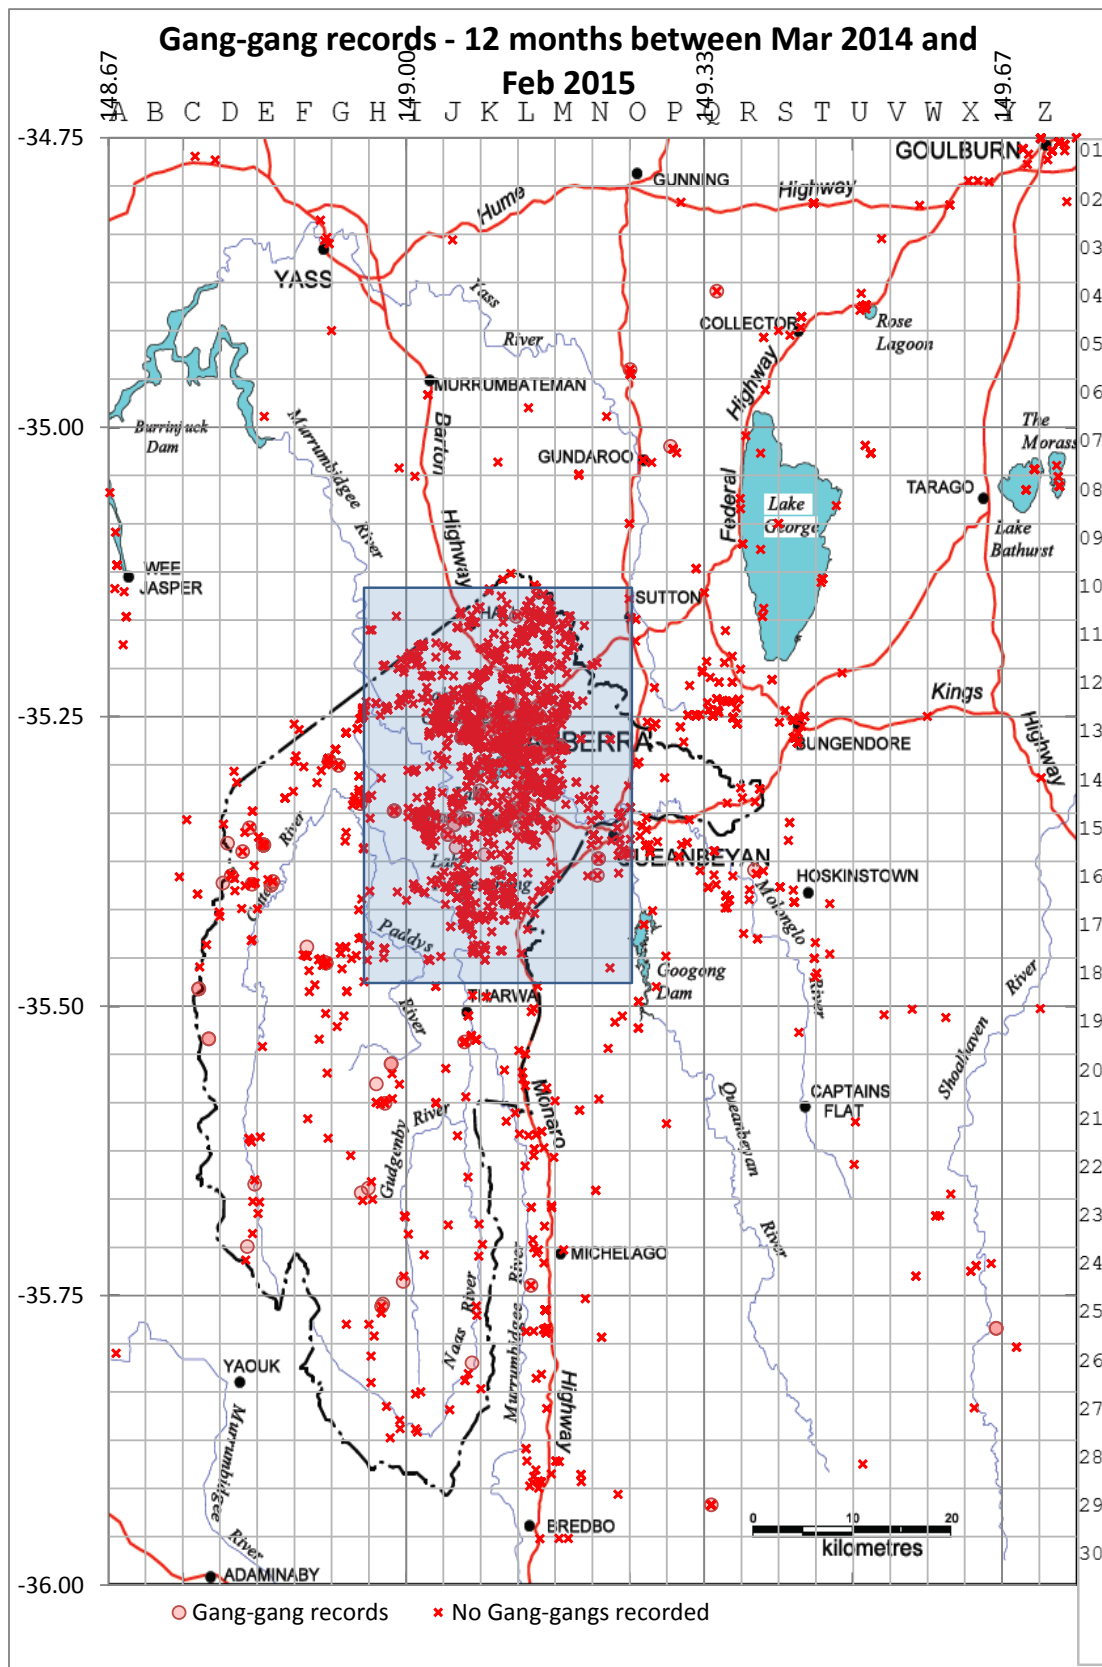 Gang-gang records - 12 months between Mar 2014 and
Feb 2015
148.67
149.00
149.33
149.67
A B C D E F G H I J K L M N O P Q R S T U V W X Y Z
-34.75
-35.00
-35.25
-35.50
-35.75
-36.00
01
02
03
04
05
06
07
08
09
10
11
12
13
14
15
16
17
18
19
20
21
22
23
24
25
26
27
28
29
30
GOULBURN
GUNNING
Hume
Highway
YASS
Yass
River
COLLECTOR
Rose
Lagoon
MURRUMBATEMAN
Highway
Burrinjuck
Dam
Murrumbidgee
River
Barton
Highway
GUNDAROO
The
Morass
TARAGO
Federal
Lake
George
Lake
Bathurst
WEE
JASPER
SUTTON
Kings
Highway
BUNGENDORE
River
QUEANBEYAN
HOSKINSTOWN
Molonglo
River
Paddys
River
Googong
Dam
THARWA
Shoalhaven
River
CAPTAINS
FLAT
Monaro
Highway
Gudgenby
River
Queanbeyan
River
MICHELAGO
Naas
River
Murrumbidgee
River
YAOUK
Murrumbidgee
River
BREDBO
ADAMINABY
0 10 20
kilometres
Gang-gang records
No Gang-gangs recorded